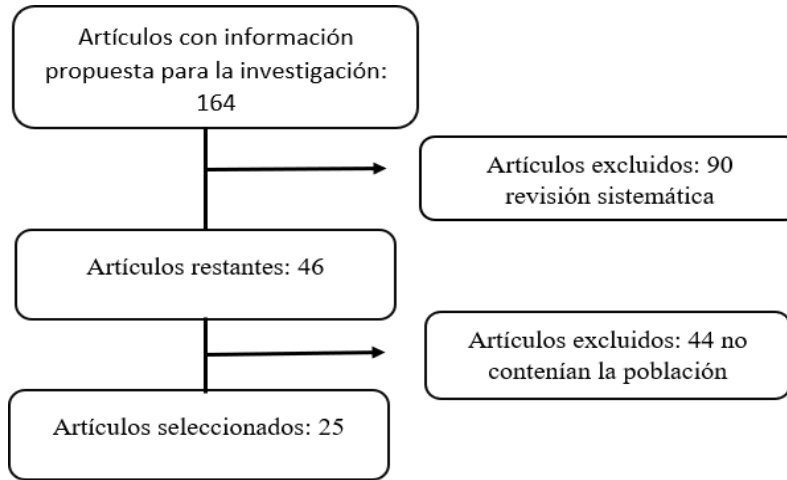 Artículos con información
propuesta para la investigación:
164
Artículos excluidos: 90
revisión sistemática
Artículos restantes: 46
Artículos excluidos: 44 no
contenían la población
Artículos seleccionados: 25